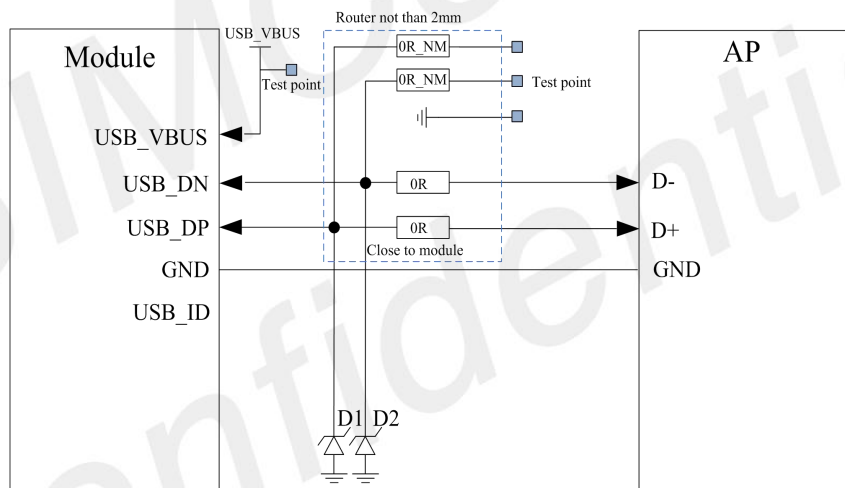 Router not than 2mm
USB_VBUS
Module
AP
0R_NM
Test point
0R_NM
Test point
USB_VBUS
USB_DN
0R
D-
USB_DP
0R
D+
Close to module
GND
GND
USB_ID
D1 D2